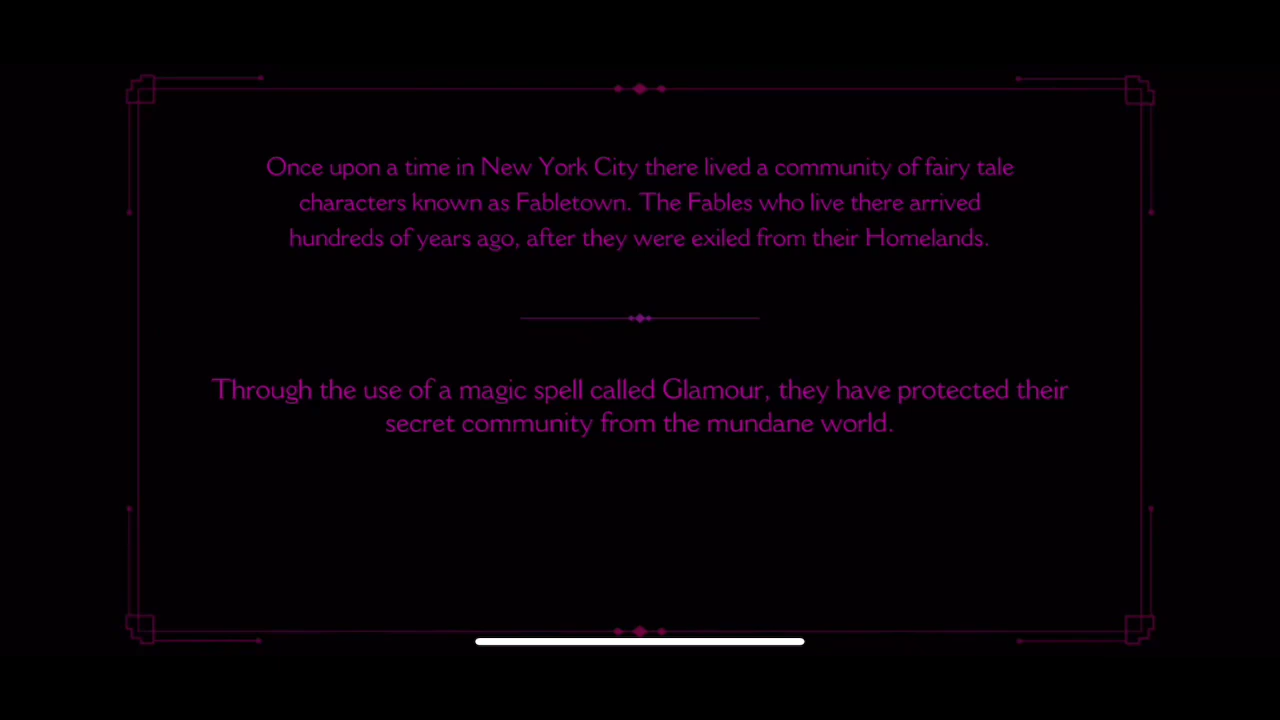 Once upon a time in New York City there lived a community of fairy tale
characters known as Fabletown. The Fables who live there arrived
hundreds of years ago, after they were exiled from their Homelands.
Through the use of a magic spell called Glamour, they have protected their
secret community from the mundane world.